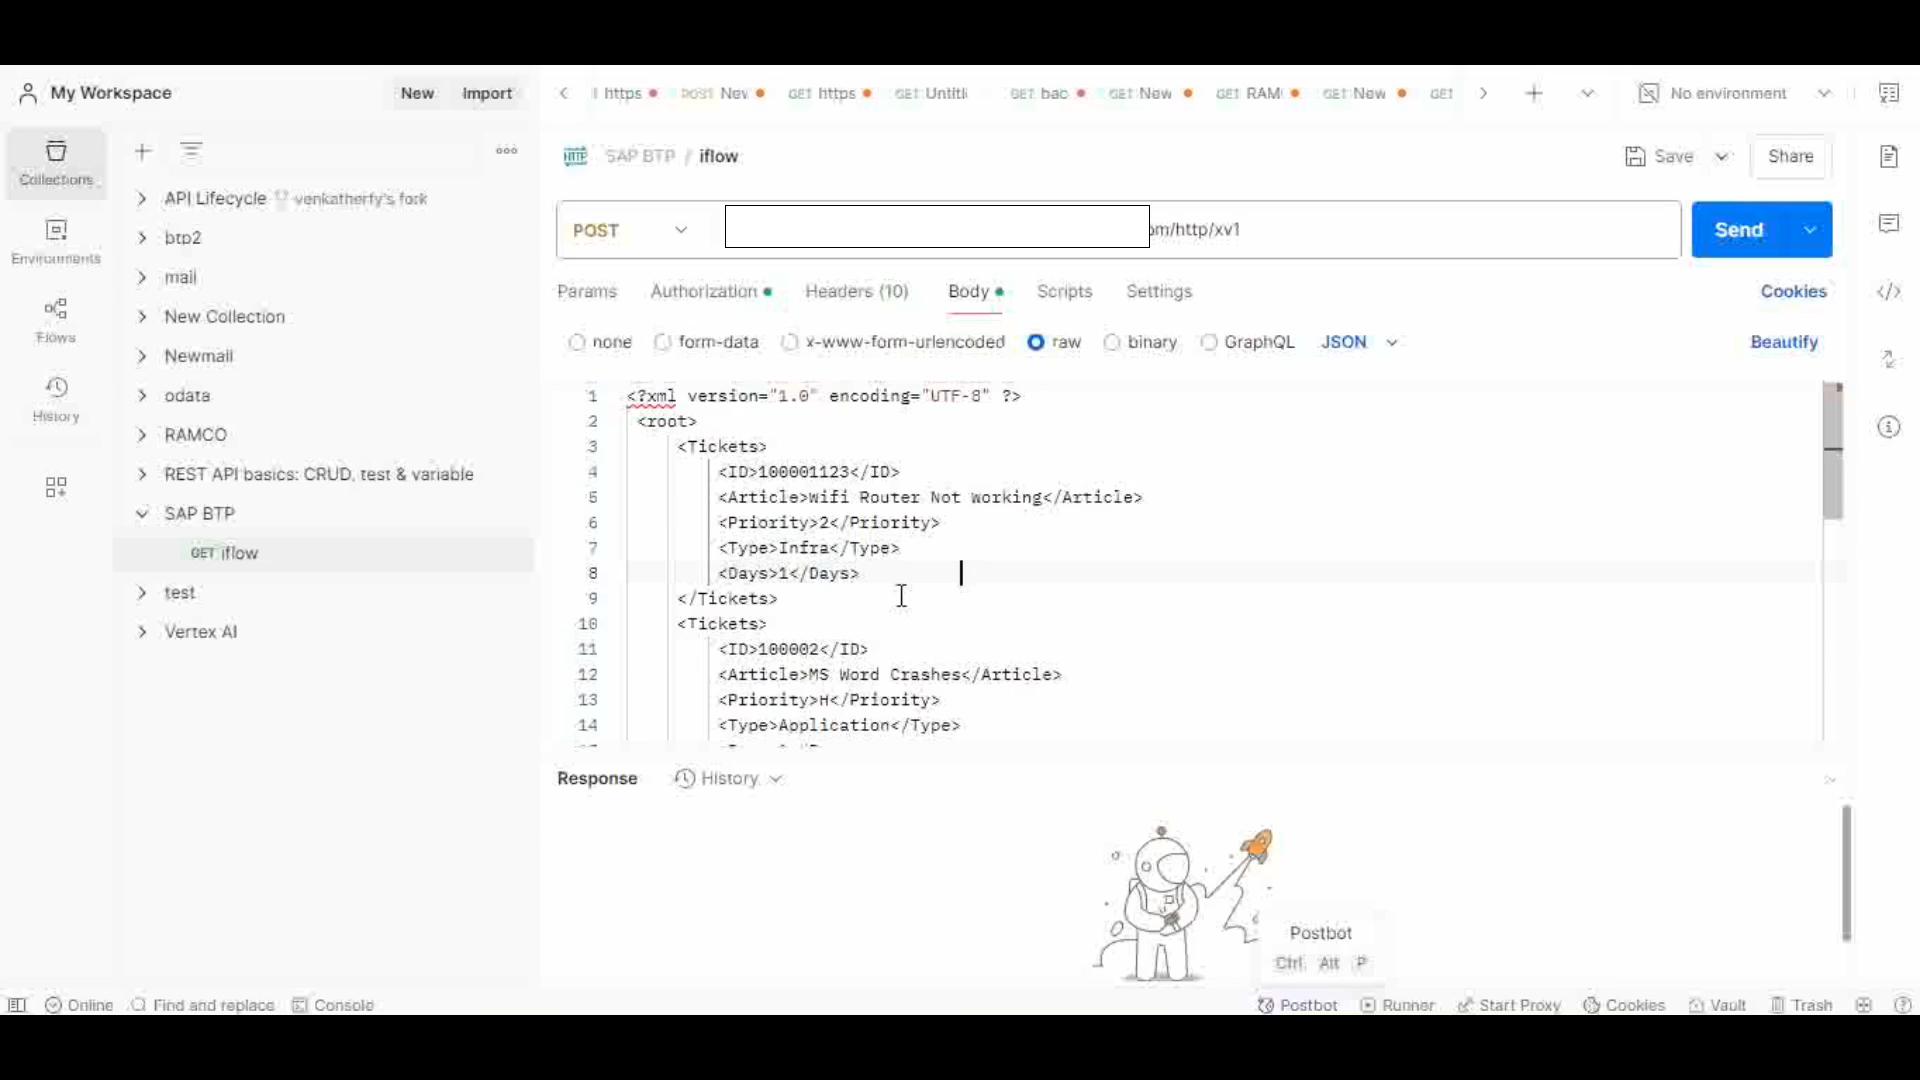 My Workspace
New
Import
https
POST New
GET https
GET Untitl
GET bac
GET New
GET RAM
GET New
GET
No environment
Collections
Environments
Flows
History
API Lifecycle venkatherfy's fork
btp2
mail
New Collection
Newmail
odata
RAMCO
REST API basics: CRUD, test & variable
SAP BTP
GET iflow
test
Vertex AI
HTTP SAP BTP / iflow
Save
Share
POST
om/http/xv1
Send
Params
Authorization
Headers (10)
Body
Scripts
Settings
Cookies
none
form-data
x-www-form-urlencoded
raw
binary
GraphQL
JSON
Beautify
1 <?xml version="1.0" encoding="UTF-8" ?>
2 <root>
3 <Tickets>
4 <ID>100001123</ID>
5 <Article>Wifi Router Not working</Article>
6 <Priority>2</Priority>
7 <Type>Infra</Type>
8 <Days>1</Days>
9 </Tickets>
10 <Tickets>
11 <ID>100002</ID>
12 <Article>MS Word Crashes</Article>
13 <Priority>H</Priority>
14 <Type>Application</Type>
Response
History
Postbot
Ctrl Alt P
Online
Find and replace
Console
Postbot
Runner
Start Proxy
Cookies
Vault
Trash